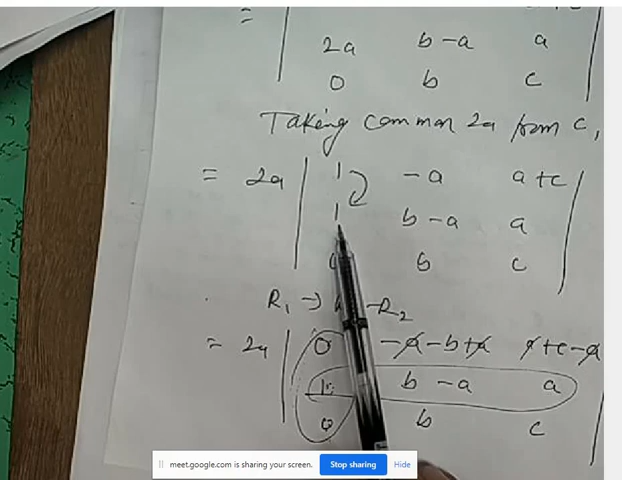 =
2a b-a a
0 b c
Taking common 2a from c,
= 2a | 1 -a a+c |
1 b-a a
b c
R₁ → -R₂
= 2a | 0 -a-b+a a+c-a
1 b-a a
0 b c |
meet.google.com is sharing your screen. Stop sharing Hide